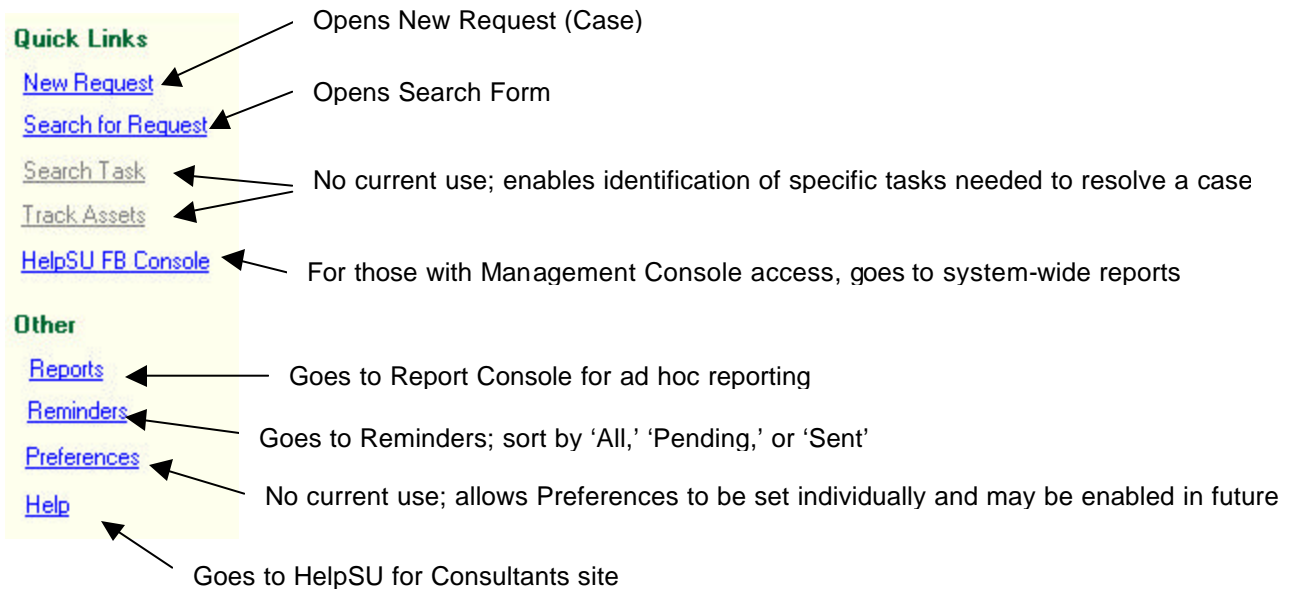 Opens New Request (Case)
Quick Links
New Request
Opens Search Form
Search for Request
Search Task
No current use; enables identification of specific tasks needed to resolve a case
Track Assets
HelpSU FB Console
For those with Management Console access, goes to system-wide reports
Other
Reports
Goes to Report Console for ad hoc reporting
Reminders
Goes to Reminders; sort by ‘All,’ ‘Pending,’ or ‘Sent’
Preferences
No current use; allows Preferences to be set individually and may be enabled in future
Help
Goes to HelpSU for Consultants site